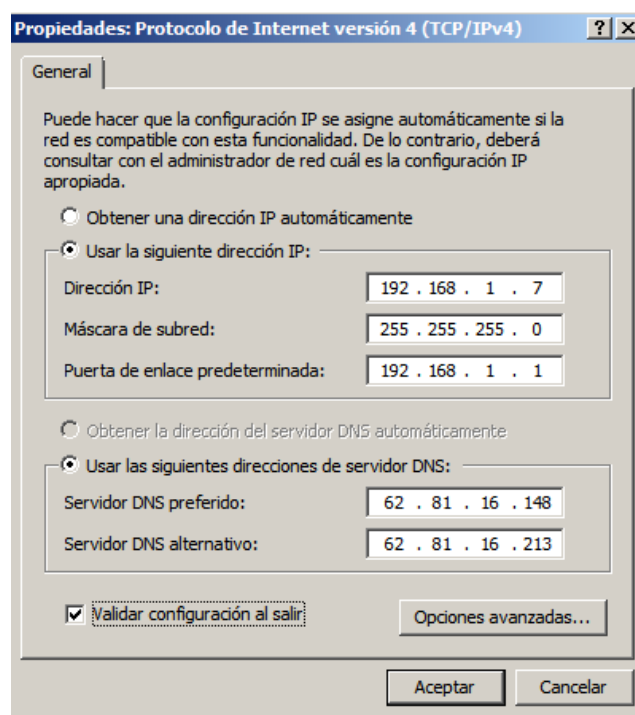 Propiedades: Protocolo de Internet versión 4 (TCP/IPv4)
General
Puede hacer que la configuración IP se asigne automáticamente si la
red es compatible con esta funcionalidad. De lo contrario, deberá
consultar con el administrador de red cuál es la configuración IP
apropiada.
Obtener una dirección IP automáticamente
Usar la siguiente dirección IP:
Dirección IP: 192 . 168 . 1 . 7
Máscara de subred: 255 . 255 . 255 . 0
Puerta de enlace predeterminada: 192 . 168 . 1 . 1
Obtener la dirección del servidor DNS automáticamente
Usar las siguientes direcciones de servidor DNS:
Servidor DNS preferido: 62 . 81 . 16 . 148
Servidor DNS alternativo: 62 . 81 . 16 . 213
Validar configuración al salir Opciones avanzadas...
Aceptar Cancelar